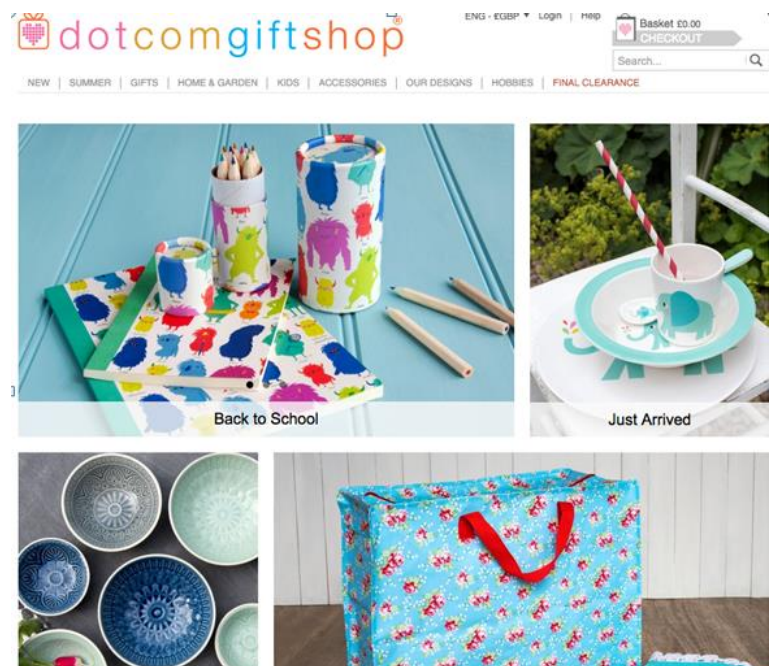 ENG - £GBP ▼ Login | Help
Basket £0.00
CHECKOUT
dotcomgiftshop®
Search...
NEW | SUMMER | GIFTS | HOME & GARDEN | KIDS | ACCESSORIES | OUR DESIGNS | HOBBIES | FINAL CLEARANCE
Back to School
Just Arrived